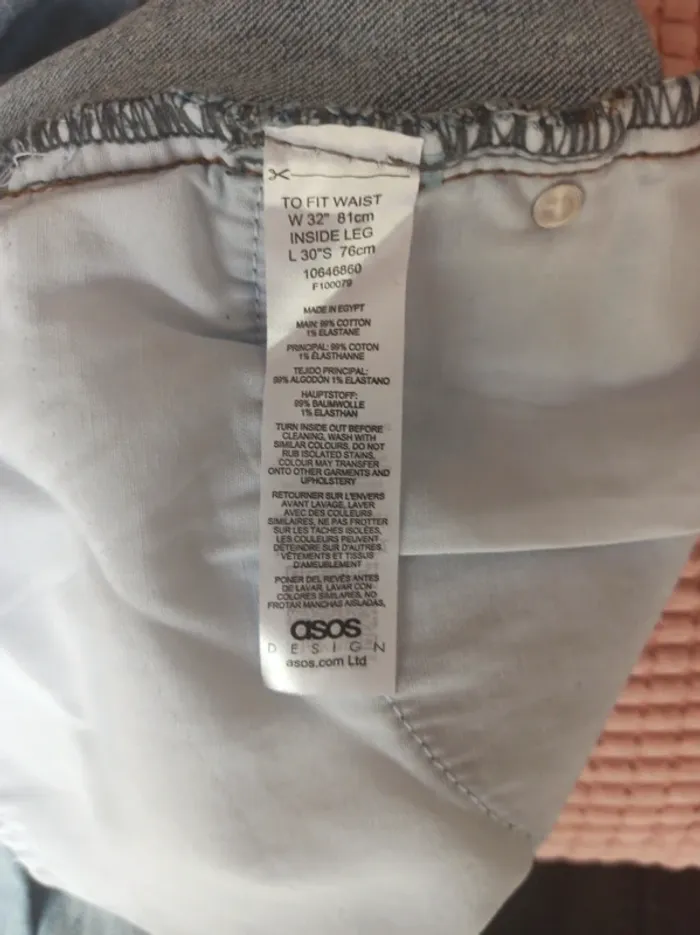 TO FIT WAIST
W 32" 81cm
INSIDE LEG
L 30"S 76cm
10646860
F100079
MADE IN EGYPT
MAIN: 99% COTTON
1% ELASTANE
PRINCIPAL: 99% COTON
1% ÉLASTHANNE
TEJIDO PRINCIPAL:
99% ALGODÓN 1% ELASTANO
HAUPTSTOFF:
99% BAUMWOLLE
1% ELASTHAN
TURN INSIDE OUT BEFORE
CLEANING, WASH WITH
SIMILAR COLOURS, DO NOT
RUB ISOLATED STAINS,
COLOUR MAY TRANSFER
ONTO OTHER GARMENTS AND
UPHOLSTERY
RETOURNER SUR L'ENVERS
AVANT LAVAGE, LAVER
AVEC DES COULEURS
SIMILAIRES, NE PAS FROTTER
SUR LES TACHES ISOLÉES,
LES COULEURS PEUVENT
DÉTEINDRE SUR D'AUTRES
VÊTEMENTS ET TISSUS
D'AMEUBLEMENT
PONER DEL REVÉS ANTES
DE LAVAR, LAVAR CON
COLORES SIMILARES, NO
FROTAR MANCHAS AISLADAS,
asos
DESIGN
asos.com Ltd